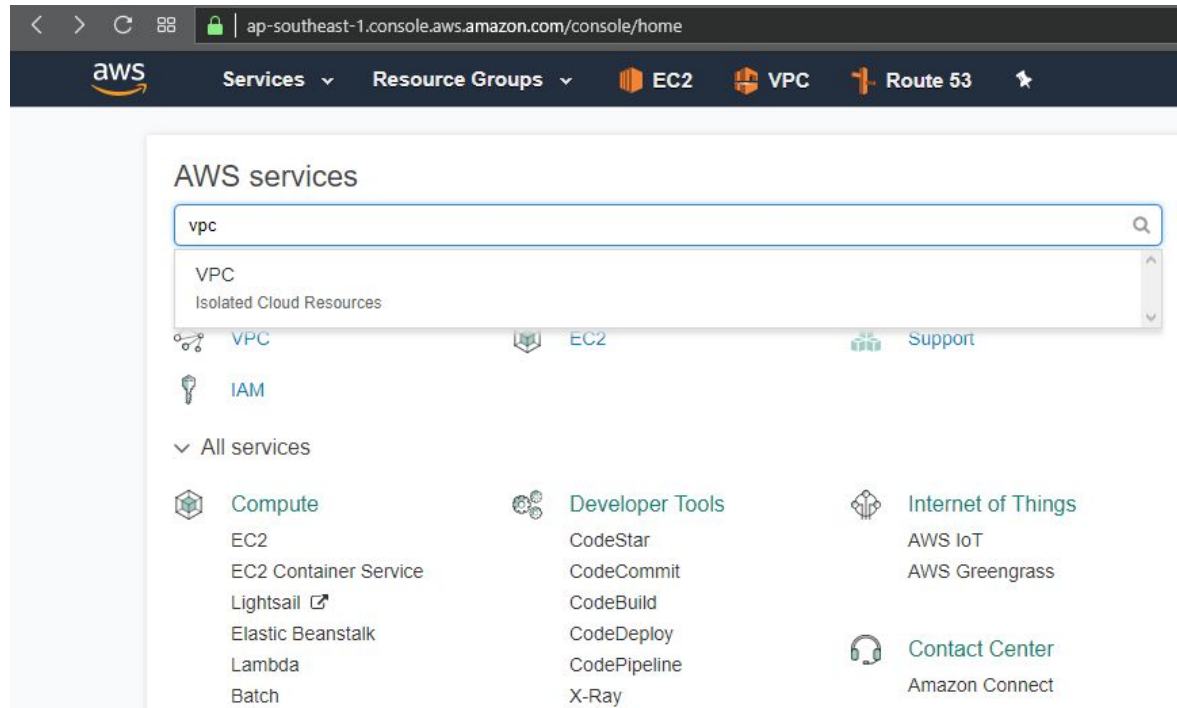 ap-southeast-1.console.aws.amazon.com/console/home
aws Services Resource Groups EC2 VPC Route 53
AWS services
vpc
VPC
Isolated Cloud Resources
VPC EC2 Support
IAM
All services
Compute
EC2
EC2 Container Service
Lightsail
Elastic Beanstalk
Lambda
Batch
Developer Tools
CodeStar
CodeCommit
CodeBuild
CodeDeploy
CodePipeline
X-Ray
Internet of Things
AWS IoT
AWS Greengrass
Contact Center
Amazon Connect